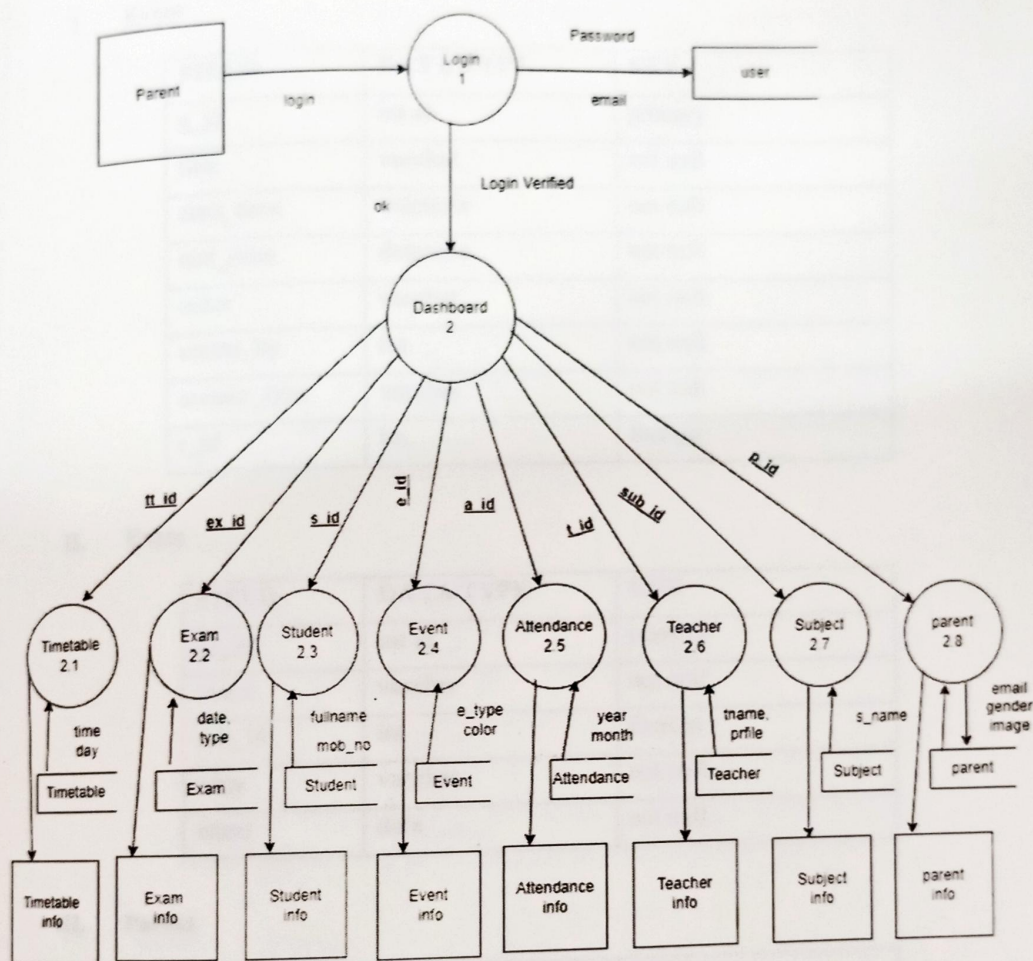 Parent
login
Login
1
Password
email
user
Login Verified
ok
Dashboard
2
tt_id
ex_id
s_id
e_id
a_id
t_id
sub_id
p_id
Timetable
2.1
Exam
2.2
Student
2.3
Event
2.4
Attendance
2.5
Teacher
2.6
Subject
2.7
parent
2.8
time
day
date,
type
fullname
mob_no
e_type
color
year
month
tname,
prfile
s_name
email
gender
image
Timetable
Exam
Student
Event
Attendance
Teacher
Subject
parent
Timetable
info
Exam
info
Student
info
Event
info
Attendance
info
Teacher
info
Subject
info
parent
info